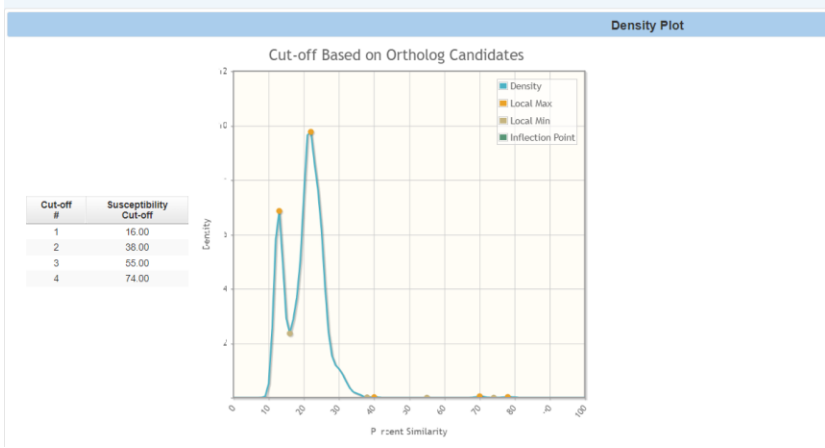 Density Plot
Cut-off Based on Ortholog Candidates
Density
Local Max
Local Min
Inflection Point
Cut-off
#
Susceptibility
Cut-off
1 16.00
2 38.00
3 55.00
4 74.00
Density
0 10 20 30 70 80 100
Similarity